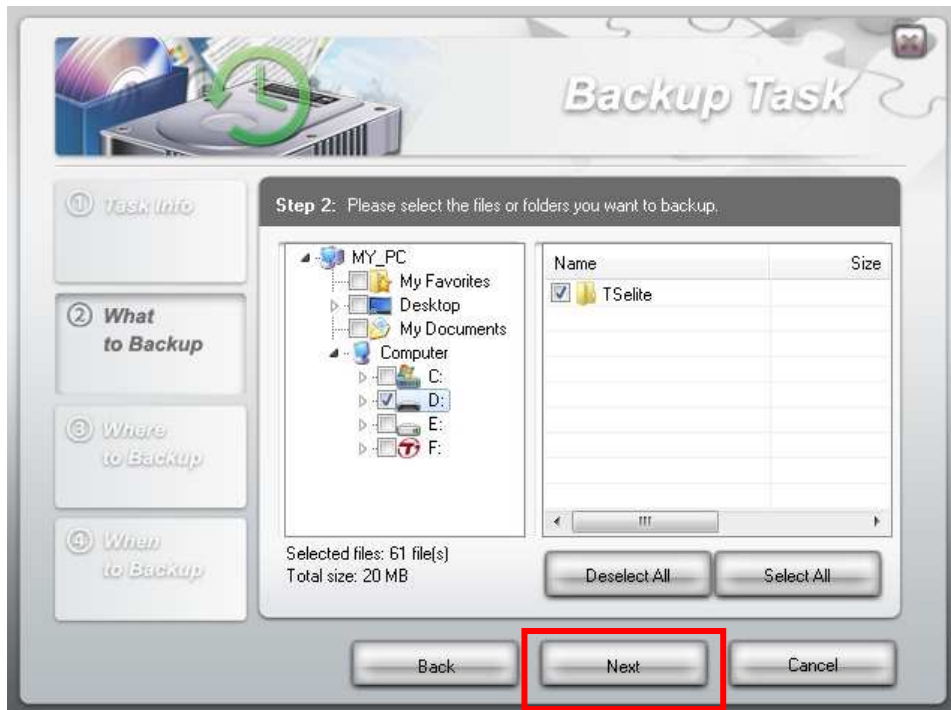 Backup Task
① Task Info
② What
to Backup
③ Where
to Backup
④ When
to Backup
Step 2: Please select the files or folders you want to backup.
MY_PC
My Favorites
Desktop
My Documents
Computer
C:
D:
E:
F:
Selected files: 61 file(s)
Total size: 20 MB
Name Size
TSelite
Deselect All Select All
Back Next Cancel